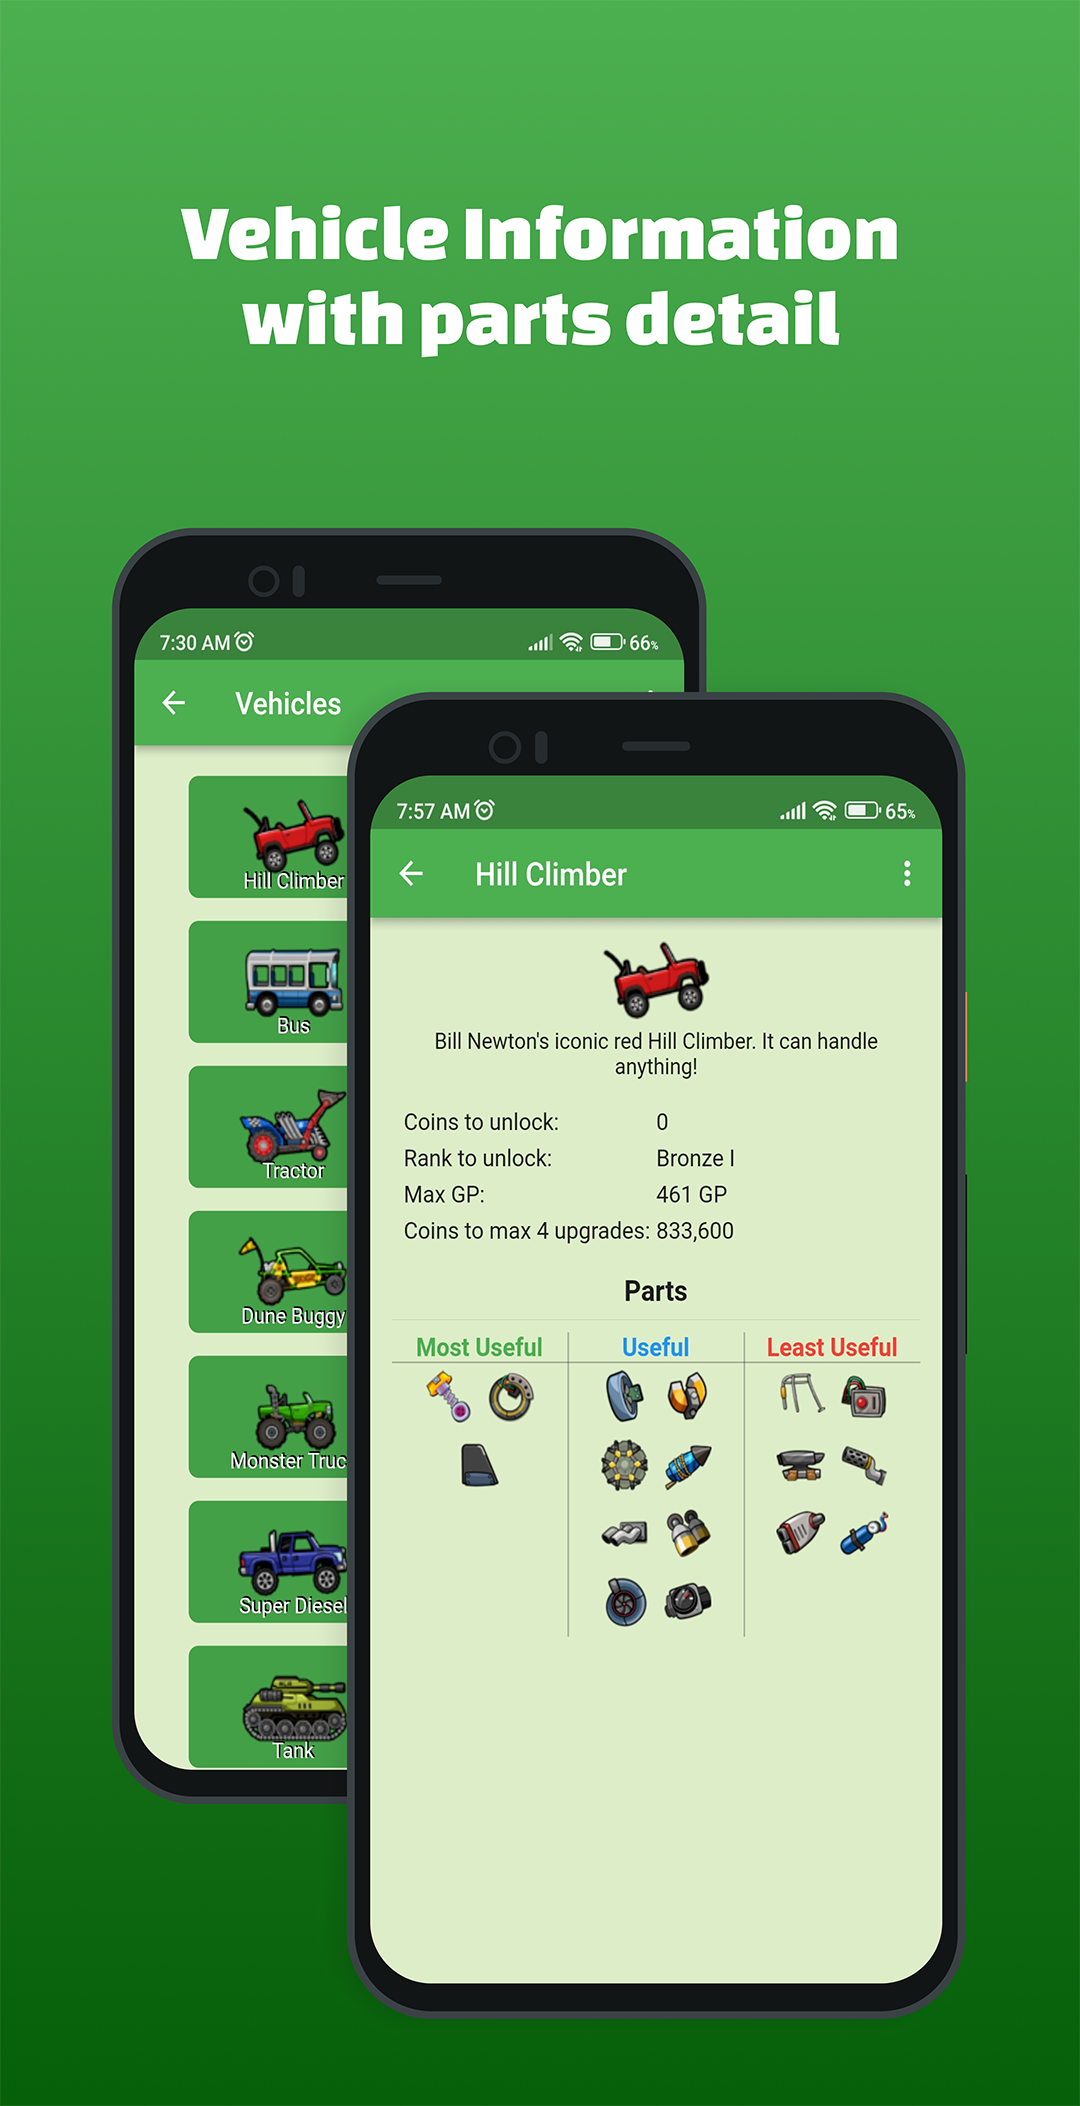 Vehicle Information
with parts detail
7:30 AM
66%
Vehicles
Hill Climber
Bus
Tractor
Dune Buggy
Monster Truc
Super Diesel
Tank
7:57 AM
65%
Hill Climber
Bill Newton's iconic red Hill Climber. It can handle
anything!
Coins to unlock: 0
Rank to unlock: Bronze I
Max GP: 461 GP
Coins to max 4 upgrades: 833,600
Parts
Most Useful Useful Least Useful